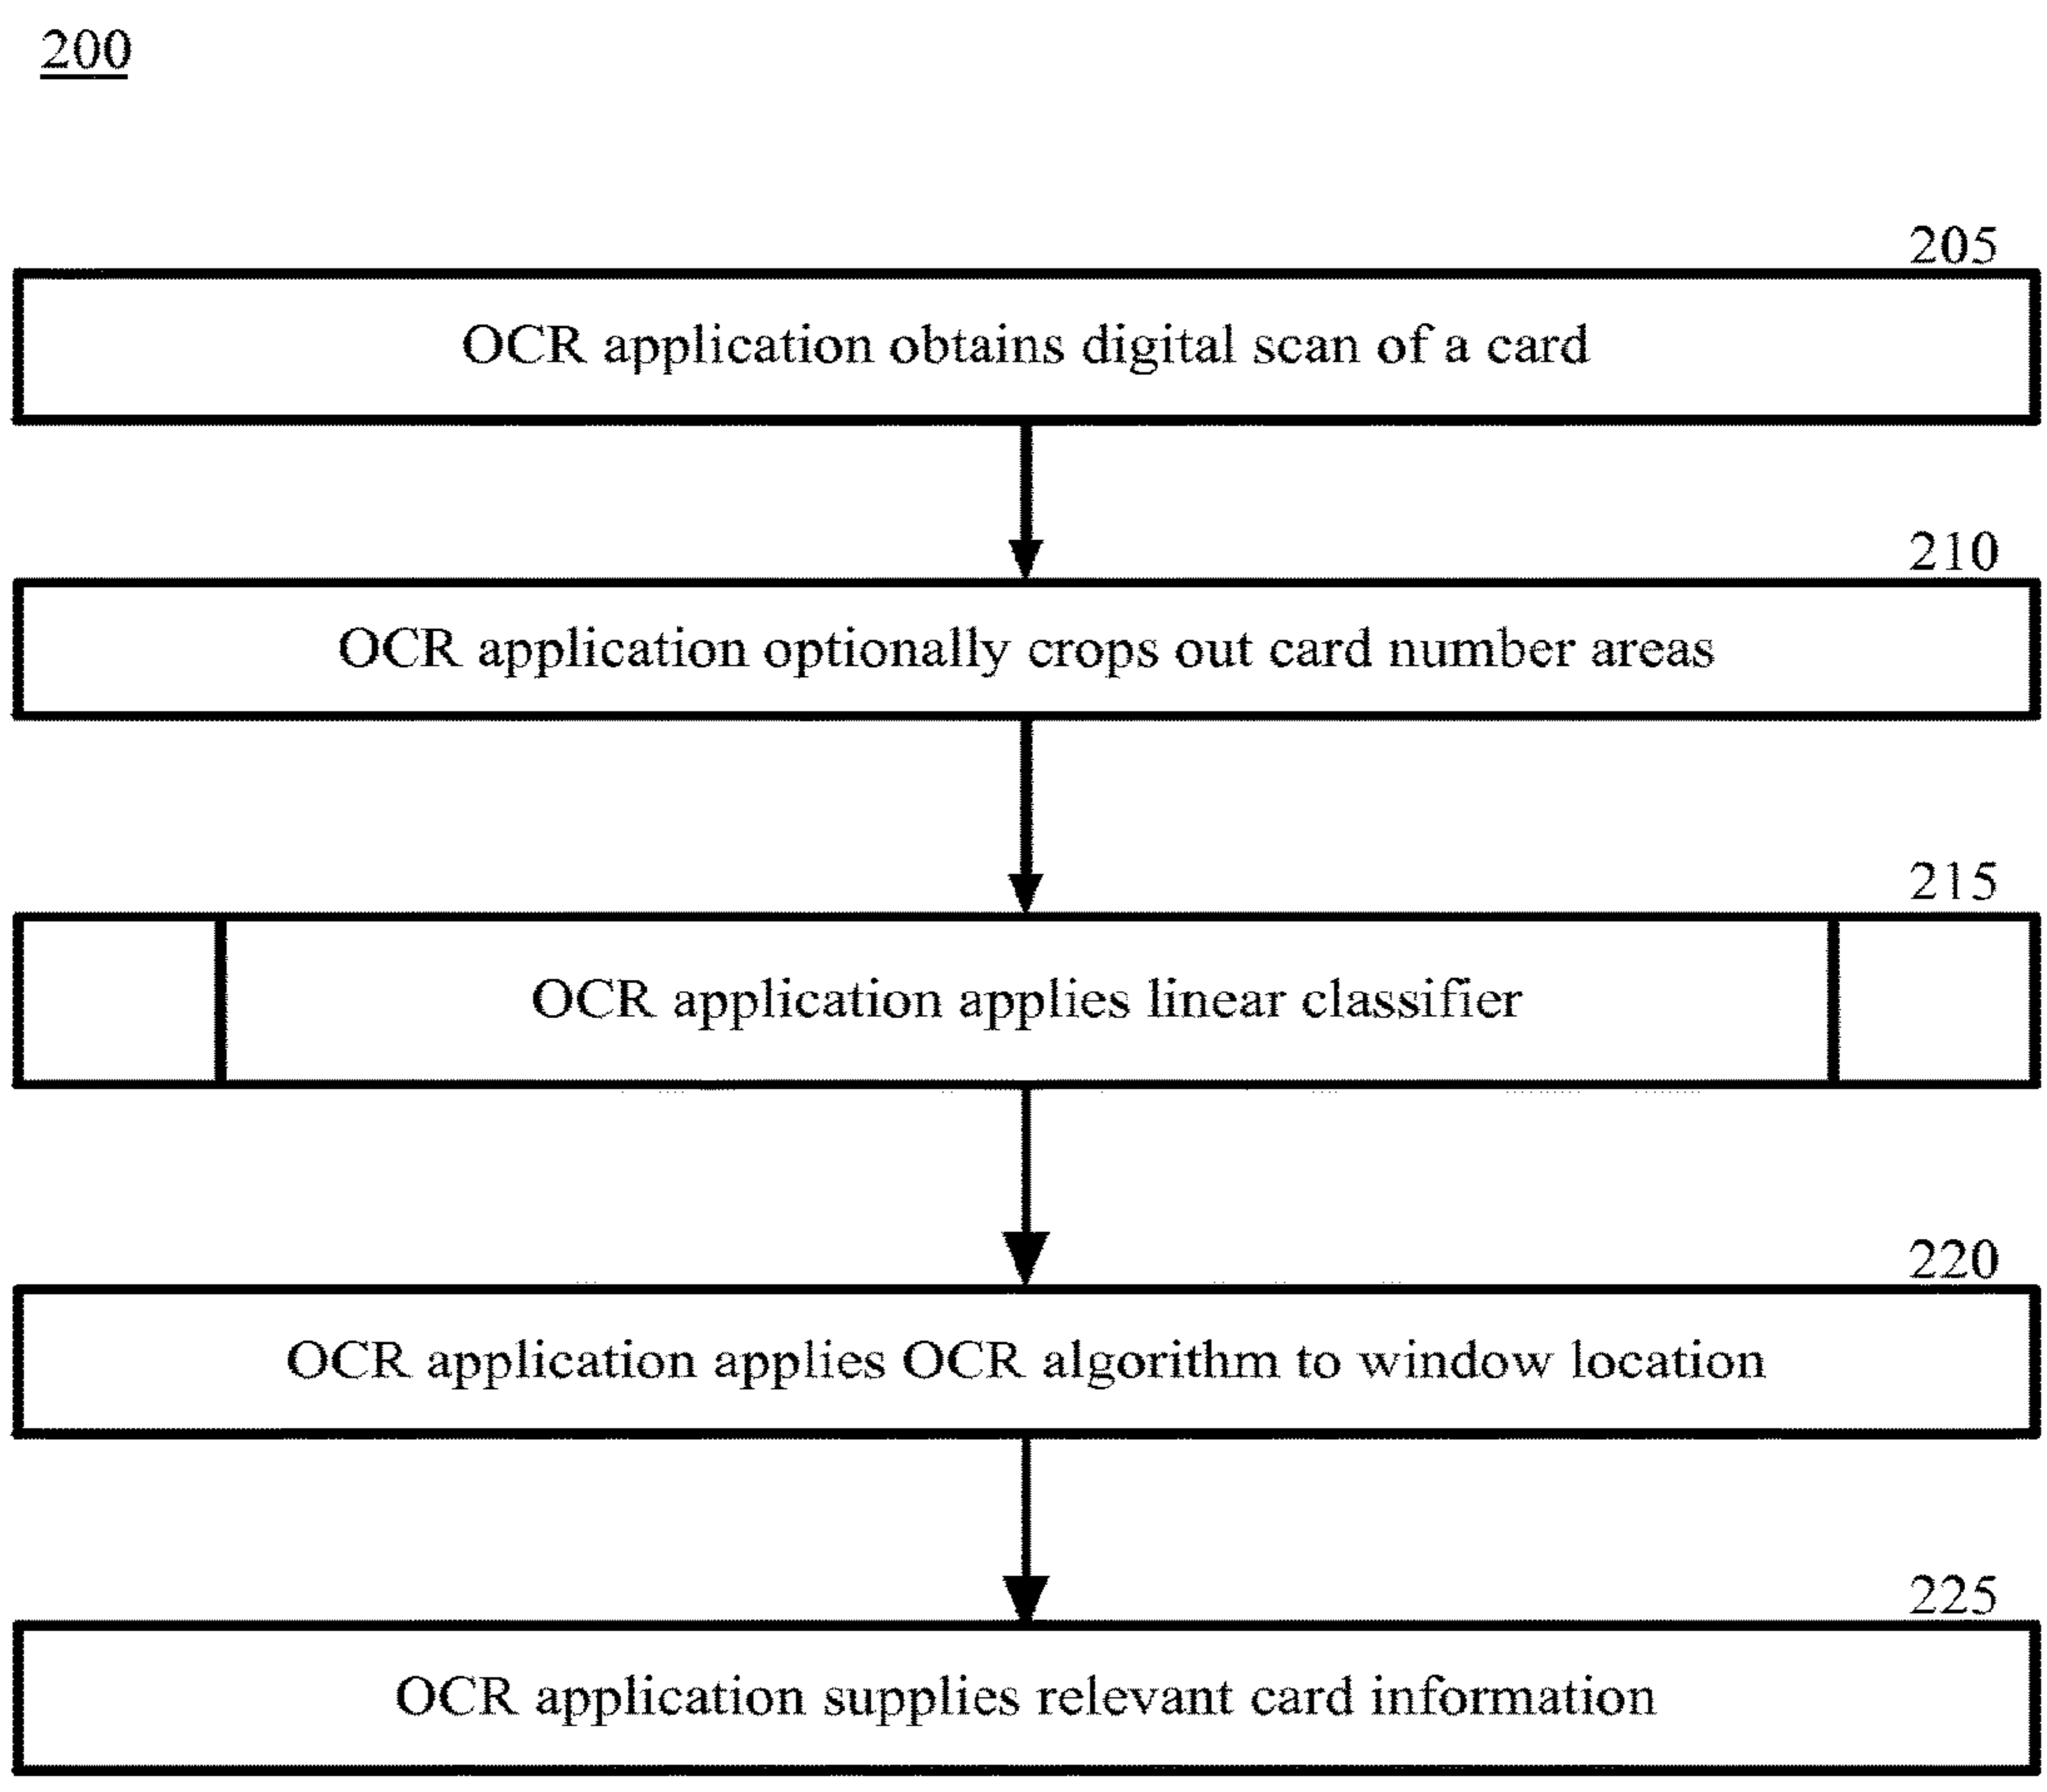 200
205
OCR application obtains digital scan of a card
210
OCR application optionally crops out card number areas
215
OCR application applies linear classifier
220
OCR application applies OCR algorithm to window location
225
OCR application supplies relevant card information